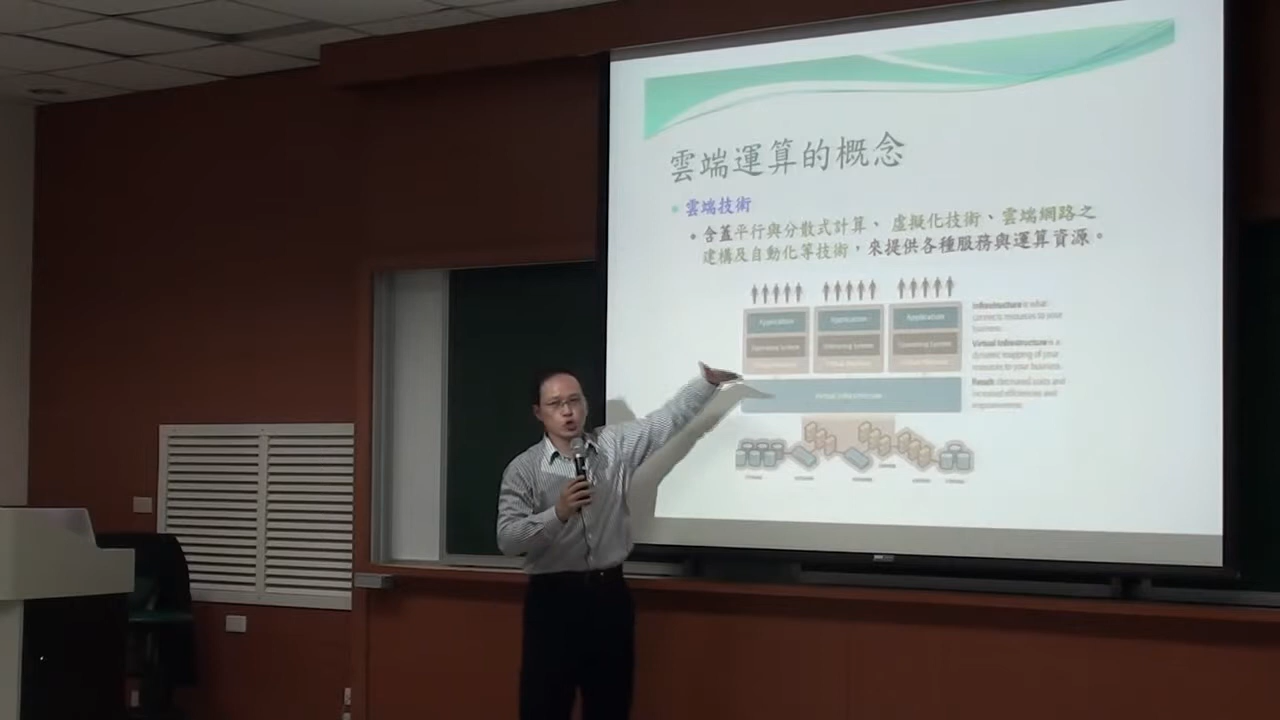 雲端運算的概念
雲端技術
含蓋平行與分散式計算、虛擬化技術、雲端網路之
建構及自動化等技術，來提供各種服務與運算資源。
Application Application Application
Operating System Operating System Operating System
Infrastructure is what
connects resources to your
business.
Virtual Infrastructure is a
dynamic mapping of your
resources to your business.
Result: decreased costs and
increased efficiencies and
Virtual Infrastructure